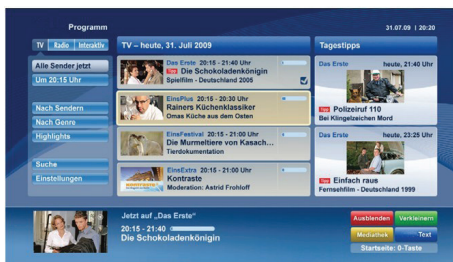 Programm
31.07.09 | 20:20
TV Radio Interaktiv
Alle Sender jetzt
Um 20:15 Uhr
Nach Sendern
Nach Genre
Highlights
Suche
Einstellungen
TV – heute, 31. Juli 2009
Das Erste 20:15 - 21:40 Uhr
Tipp Die Schokoladenkönigin
Spielfilm - Deutschland 2005
EinsPlus 20:15 - 20:30 Uhr
Rainers Küchenklassiker
Omas Küche aus dem Osten
EinsFestival 20:15 - 21:00 Uhr
Die Murmeltiere von Kasach...
Tierdokumentation
EinsExtra 20:15 - 21:00 Uhr
Kontraste
Moderation: Astrid Frohloff
Tagestipps
Das Erste heute, 21:40 Uhr
Tipp Polizeiruf 110
Bei Klingelzeichen Mord
Das Erste heute, 23:25 Uhr
Tipp Einfach raus
Fernsehfilm - Deutschland 1999
Jetzt auf „Das Erste“
20:15 - 21:40
Die Schokoladenkönigin
Ausblenden Verkleinern
Mediathek Text
Startseite: 0-Taste